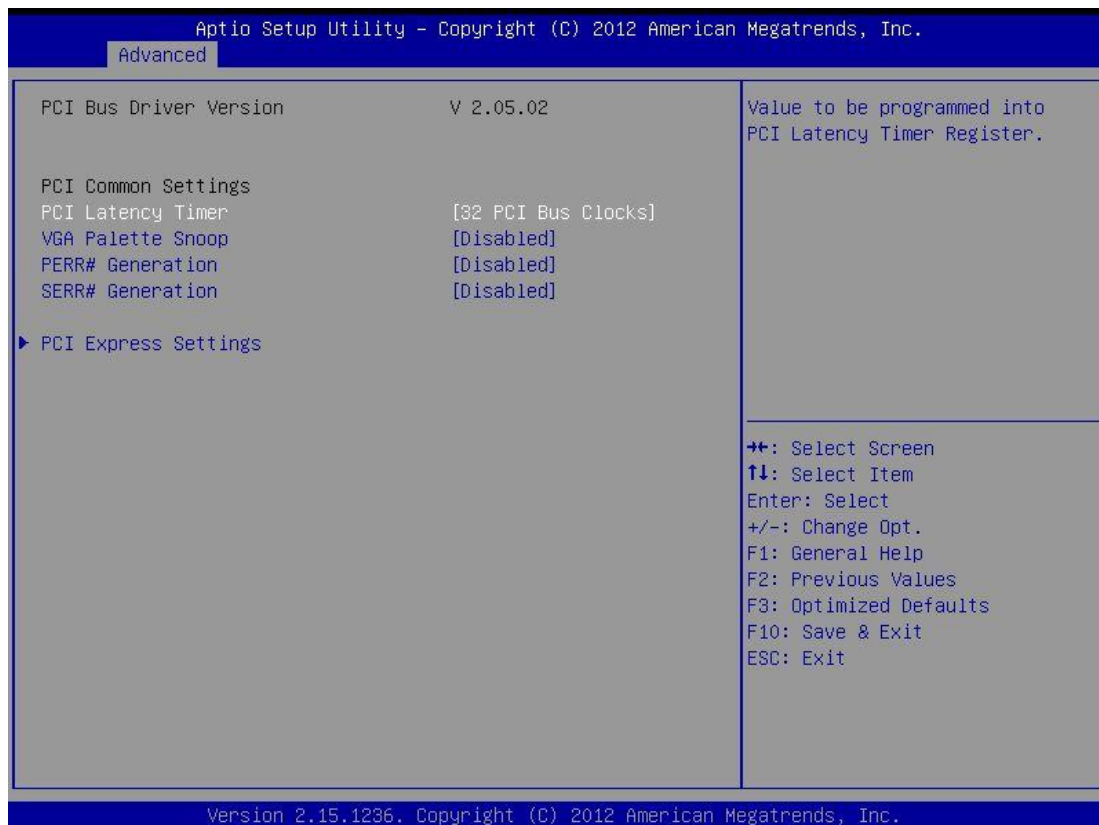 Aptio Setup Utility – Copyright (C) 2012 American Megatrends, Inc.
Advanced
PCI Bus Driver Version V 2.05.02
PCI Common Settings
PCI Latency Timer [32 PCI Bus Clocks]
VGA Palette Snoop [Disabled]
PERR# Generation [Disabled]
SERR# Generation [Disabled]
▶ PCI Express Settings
Value to be programmed into
PCI Latency Timer Register.
→←: Select Screen
↑↓: Select Item
Enter: Select
+/-: Change Opt.
F1: General Help
F2: Previous Values
F3: Optimized Defaults
F10: Save & Exit
ESC: Exit
Version 2.15.1236. Copyright (C) 2012 American Megatrends, Inc.